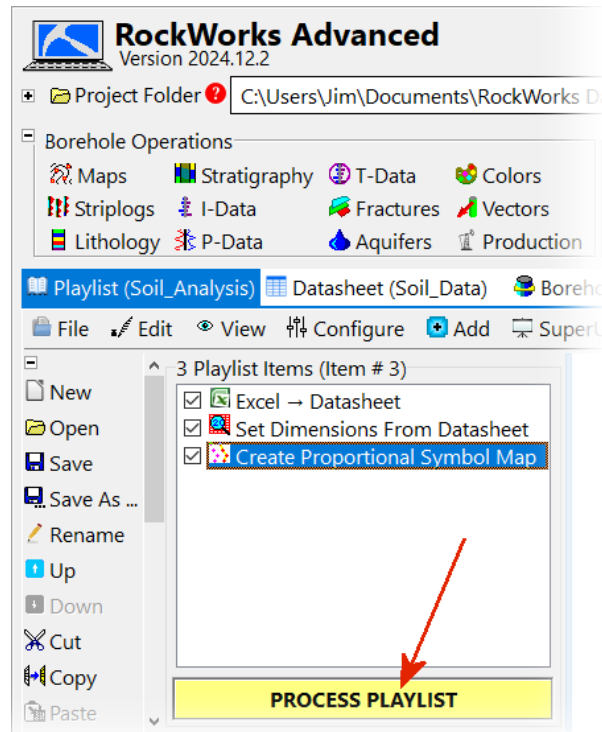 RockWorks Advanced
Version 2024.12.2
Project Folder ? C:\Users\Jim\Documents\RockWorks
Borehole Operations
Maps Stratigraphy T-Data Colors
Striplogs I-Data Fractures Vectors
Lithology P-Data Aquifers Production
Playlist (Soil_Analysis) Datasheet (Soil_Data)
File Edit View Configure Add
New
Open
Save
Save As ...
Rename
Up
Down
Cut
Copy
Paste
3 Playlist Items (Item # 3)
Excel → Datasheet
Set Dimensions From Datasheet
Create Proportional Symbol Map
PROCESS PLAYLIST